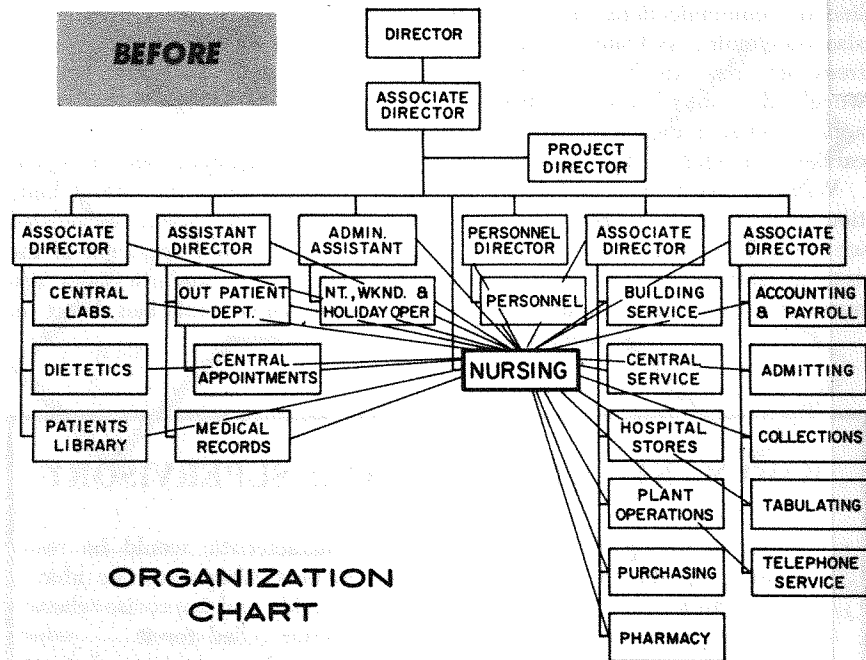 BEFORE
DIRECTOR
ASSOCIATE
DIRECTOR
PROJECT
DIRECTOR
ASSOCIATE
DIRECTOR
ASSISTANT
DIRECTOR
ADMIN.
ASSISTANT
PERSONNEL
DIRECTOR
ASSOCIATE
DIRECTOR
ASSOCIATE
DIRECTOR
CENTRAL
LABS.
OUT PATIENT
DEPT.
NT., WKND. &
HOLIDAY OPER
PERSONNEL
BUILDING
SERVICE
ACCOUNTING
& PAYROLL
DIETETICS
CENTRAL
APPOINTMENTS
NURSING
CENTRAL
SERVICE
ADMITTING
PATIENTS
LIBRARY
MEDICAL
RECORDS
HOSPITAL
STORES
COLLECTIONS
PLANT
OPERATIONS
TABULATING
PURCHASING
TELEPHONE
SERVICE
PHARMACY
ORGANIZATION
CHART